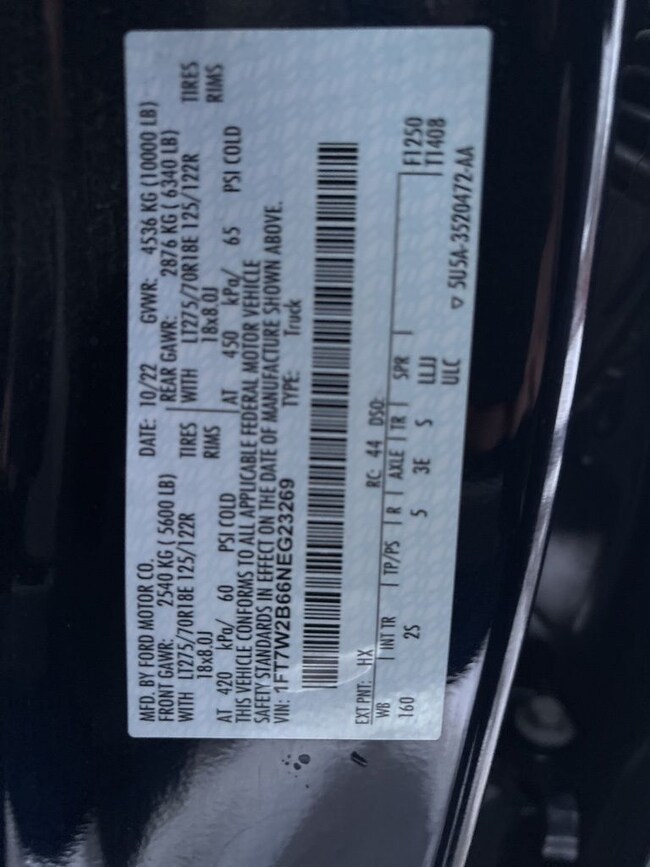 MFD. BY FORD MOTOR CO. DATE: 10/22 GVWR: 4536 KG (10000 LB)
FRONT GAWR: 2540 KG ( 5600 LB) REAR GAWR: 2876 KG ( 6340 LB)
WITH LT275/70R18E 125/122R TIRES WITH LT275/70R18E 125/122R TIRES
18x8.0J RIMS 18x8.0J RIMS
AT 420 kPa/ 60 PSI COLD AT 450 kPa/ 65 PSI COLD
THIS VEHICLE CONFORMS TO ALL APPLICABLE FEDERAL MOTOR VEHICLE
SAFETY STANDARDS IN EFFECT ON THE DATE OF MANUFACTURE SHOWN ABOVE.
VIN: 1FT7W2B66NEG23269 TYPE: Truck
EXT PNT: HX RC: 44 DSO:
WB INT TR TP/PS R AXLE TR SPR F1250
160 2S 5 3E S LLJJ T1408
ULC ▽ 5U5A-3520472-AA